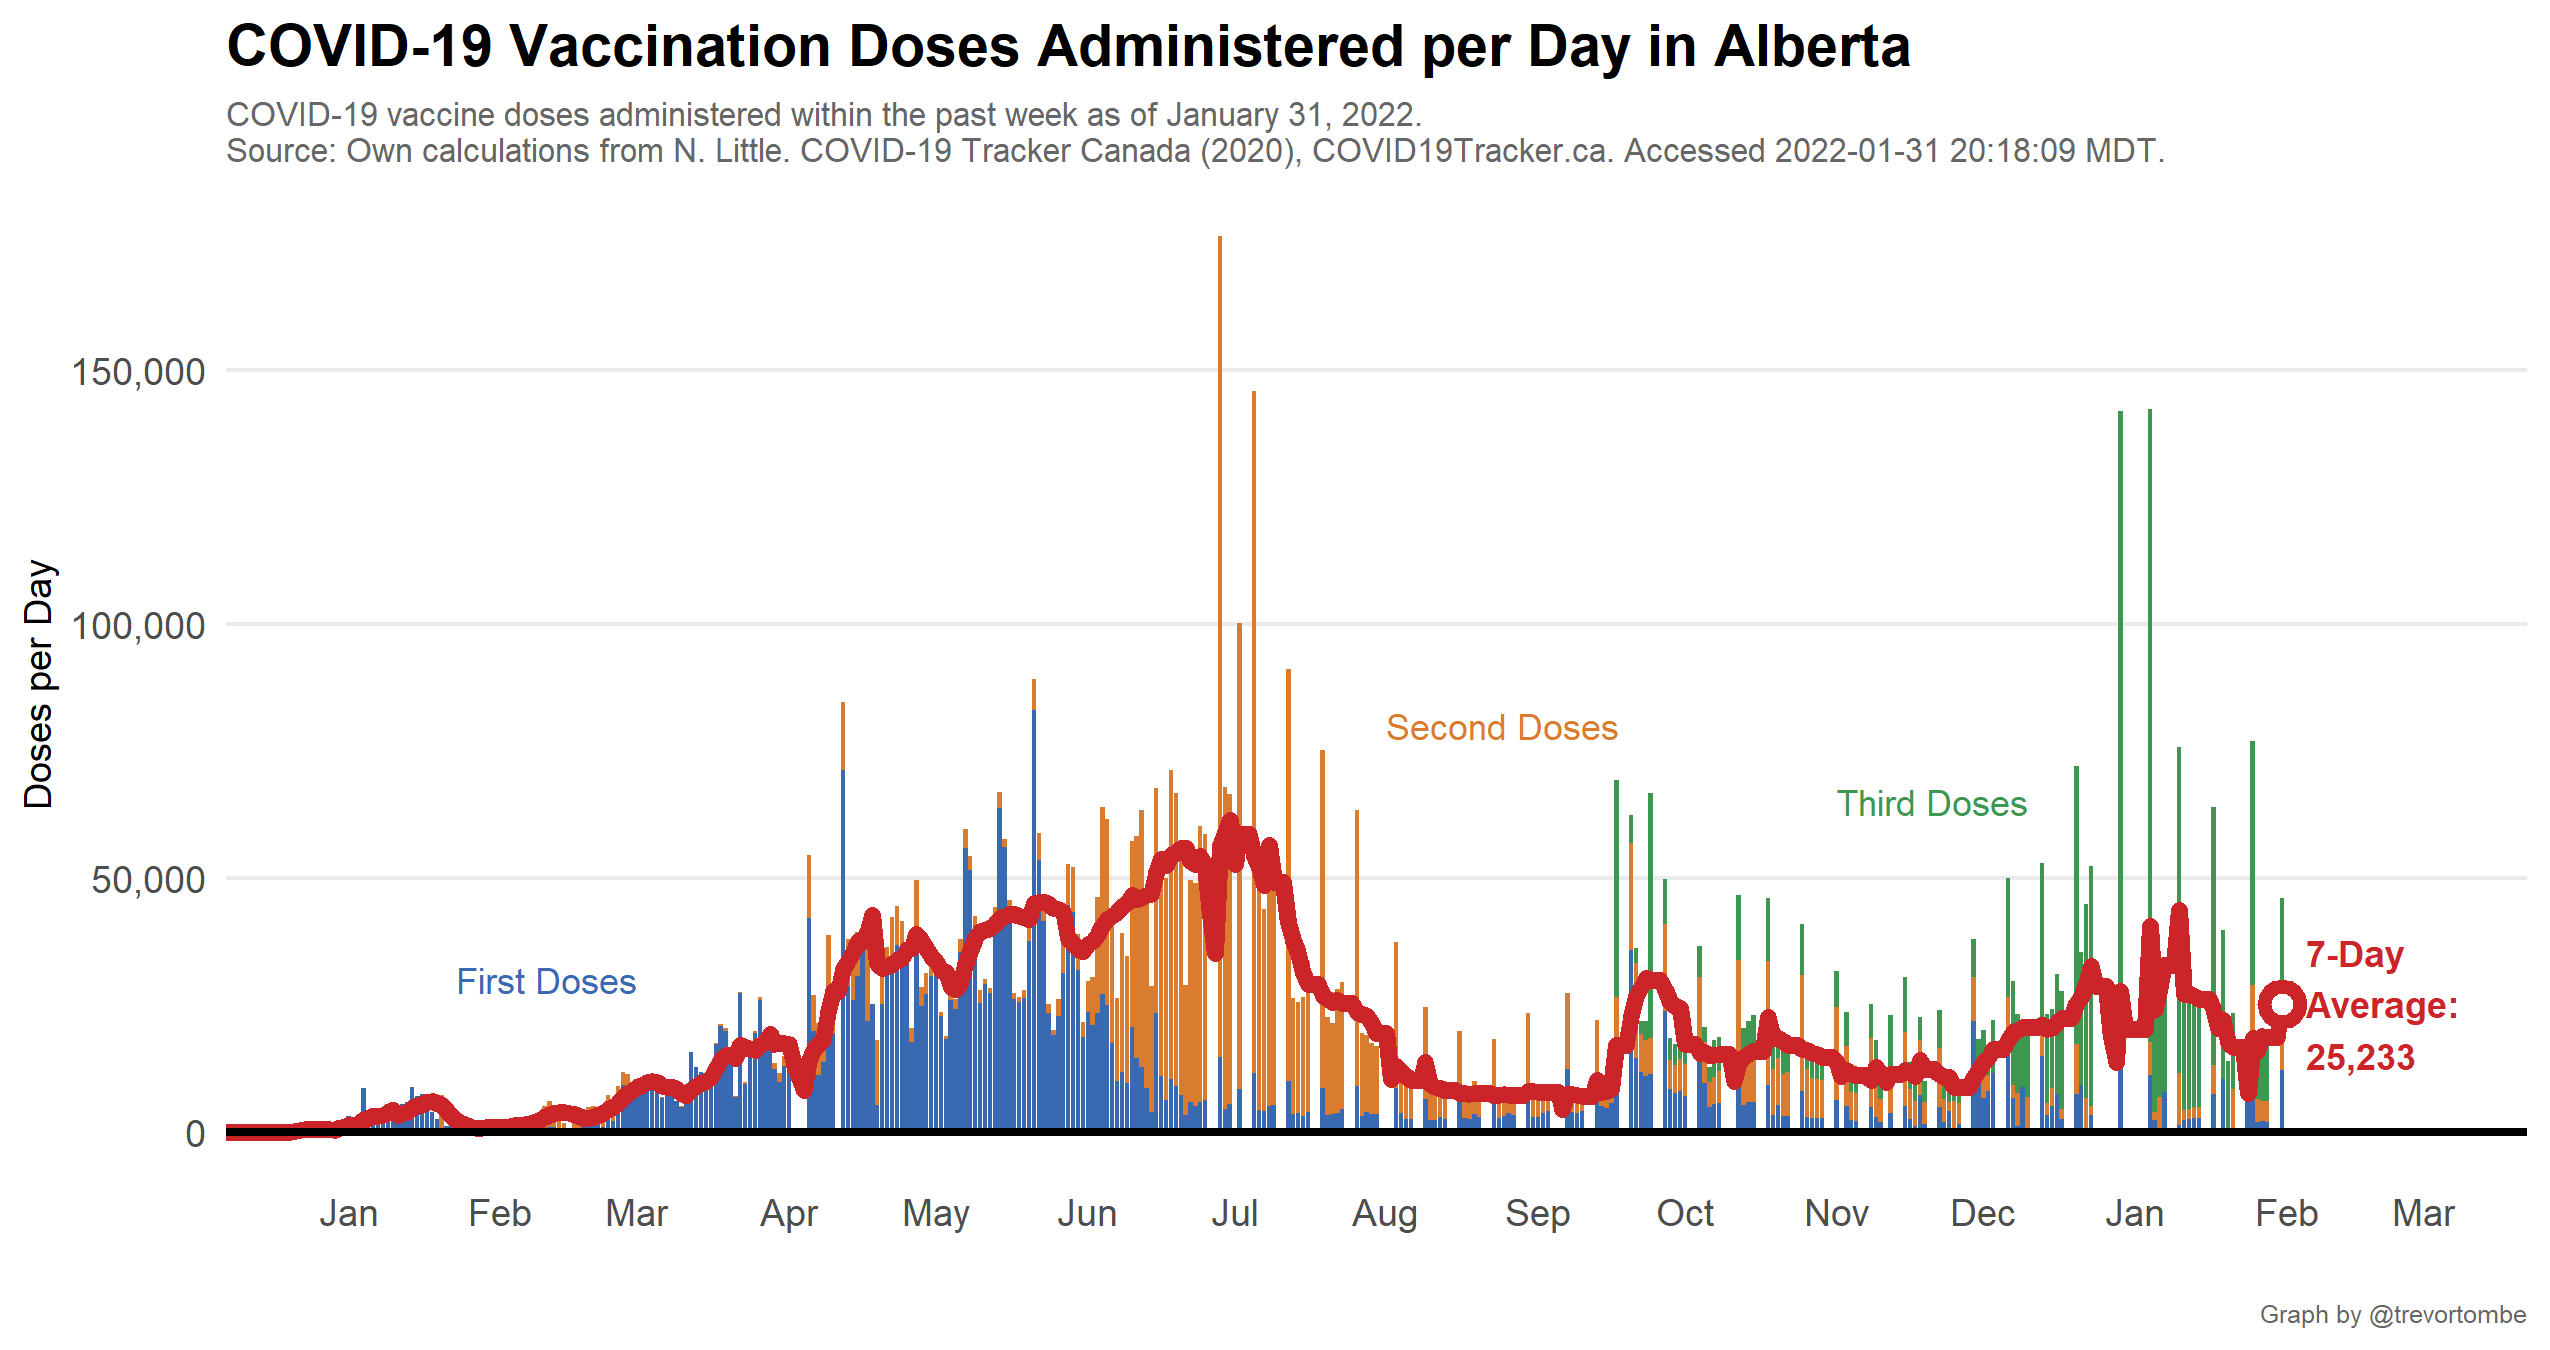 COVID-19 Vaccination Doses Administered per Day in Alberta
COVID-19 vaccine doses administered within the past week as of January 31, 2022.
Source: Own calculations from N. Little. COVID-19 Tracker Canada (2020), COVID19Tracker.ca. Accessed 2022-01-31 20:18:09 MDT.
Doses per Day
150,000
100,000
50,000
0
First Doses
Second Doses
Third Doses
7-Day
Average:
25,233
Jan Feb Mar Apr May Jun Jul Aug Sep Oct Nov Dec Jan Feb Mar
Graph by @trevortombe